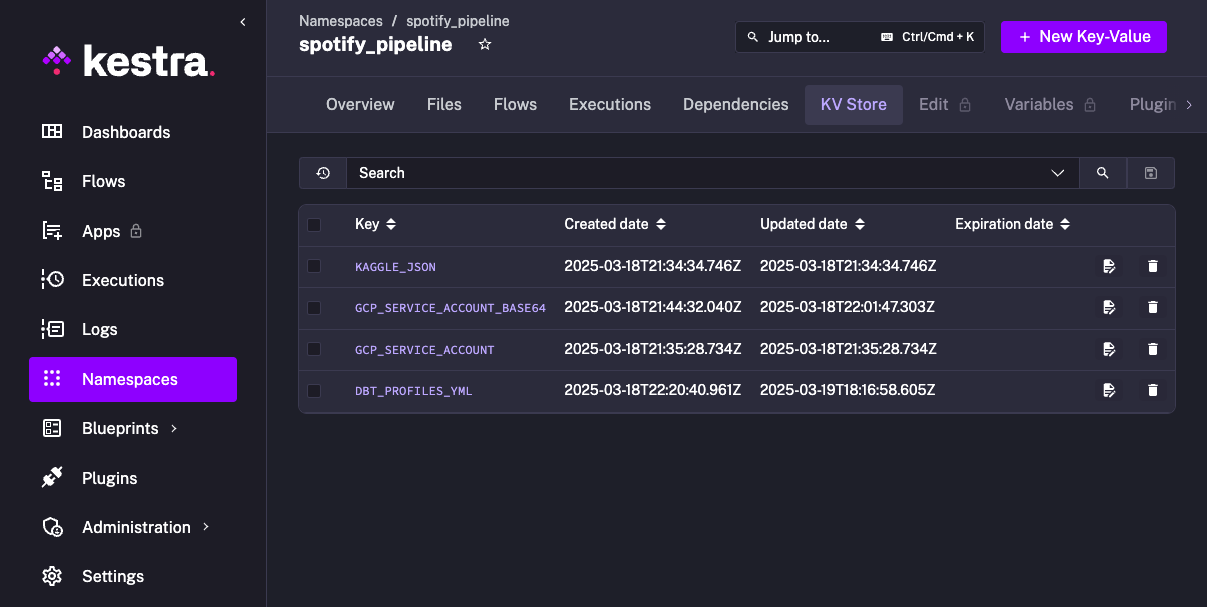 kestra.
Dashboards
Flows
Apps
Executions
Logs
Namespaces
Blueprints
Plugins
Administration
Settings
Namespaces / spotify_pipeline
spotify_pipeline
Jump to... Ctrl/Cmd + K
+ New Key-Value
Overview Files Flows Executions Dependencies KV Store Edit Variables Plugin
Search
Key Created date Updated date Expiration date
KAGGLE_JSON 2025-03-18T21:34:34.746Z 2025-03-18T21:34:34.746Z
GCP_SERVICE_ACCOUNT_BASE64 2025-03-18T21:44:32.040Z 2025-03-18T22:01:47.303Z
GCP_SERVICE_ACCOUNT 2025-03-18T21:35:28.734Z 2025-03-18T21:35:28.734Z
DBT_PROFILES_YML 2025-03-18T22:20:40.961Z 2025-03-19T18:16:58.605Z